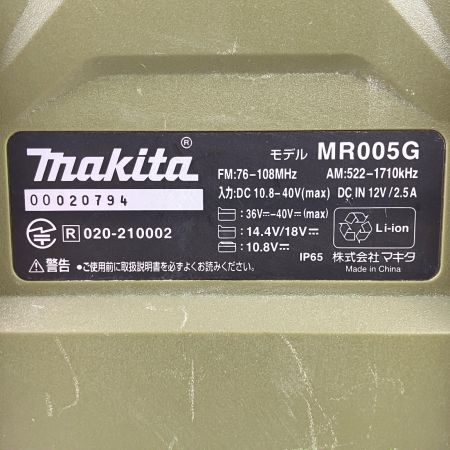 makita®
モデル MR005G
FM:76-108MHz AM:522-1710kHz
入力:DC 10.8-40V(max) DC IN 12V / 2.5A
00020794
:36V⎓-40V⎓(max)
:14.4V/18V⎓
:10.8V⎓
Li-ion
R 020-210002
IP65 株式会社 マキタ
Made in China
警告 •ご使用前に取扱説明書を必ずよくお読みください。